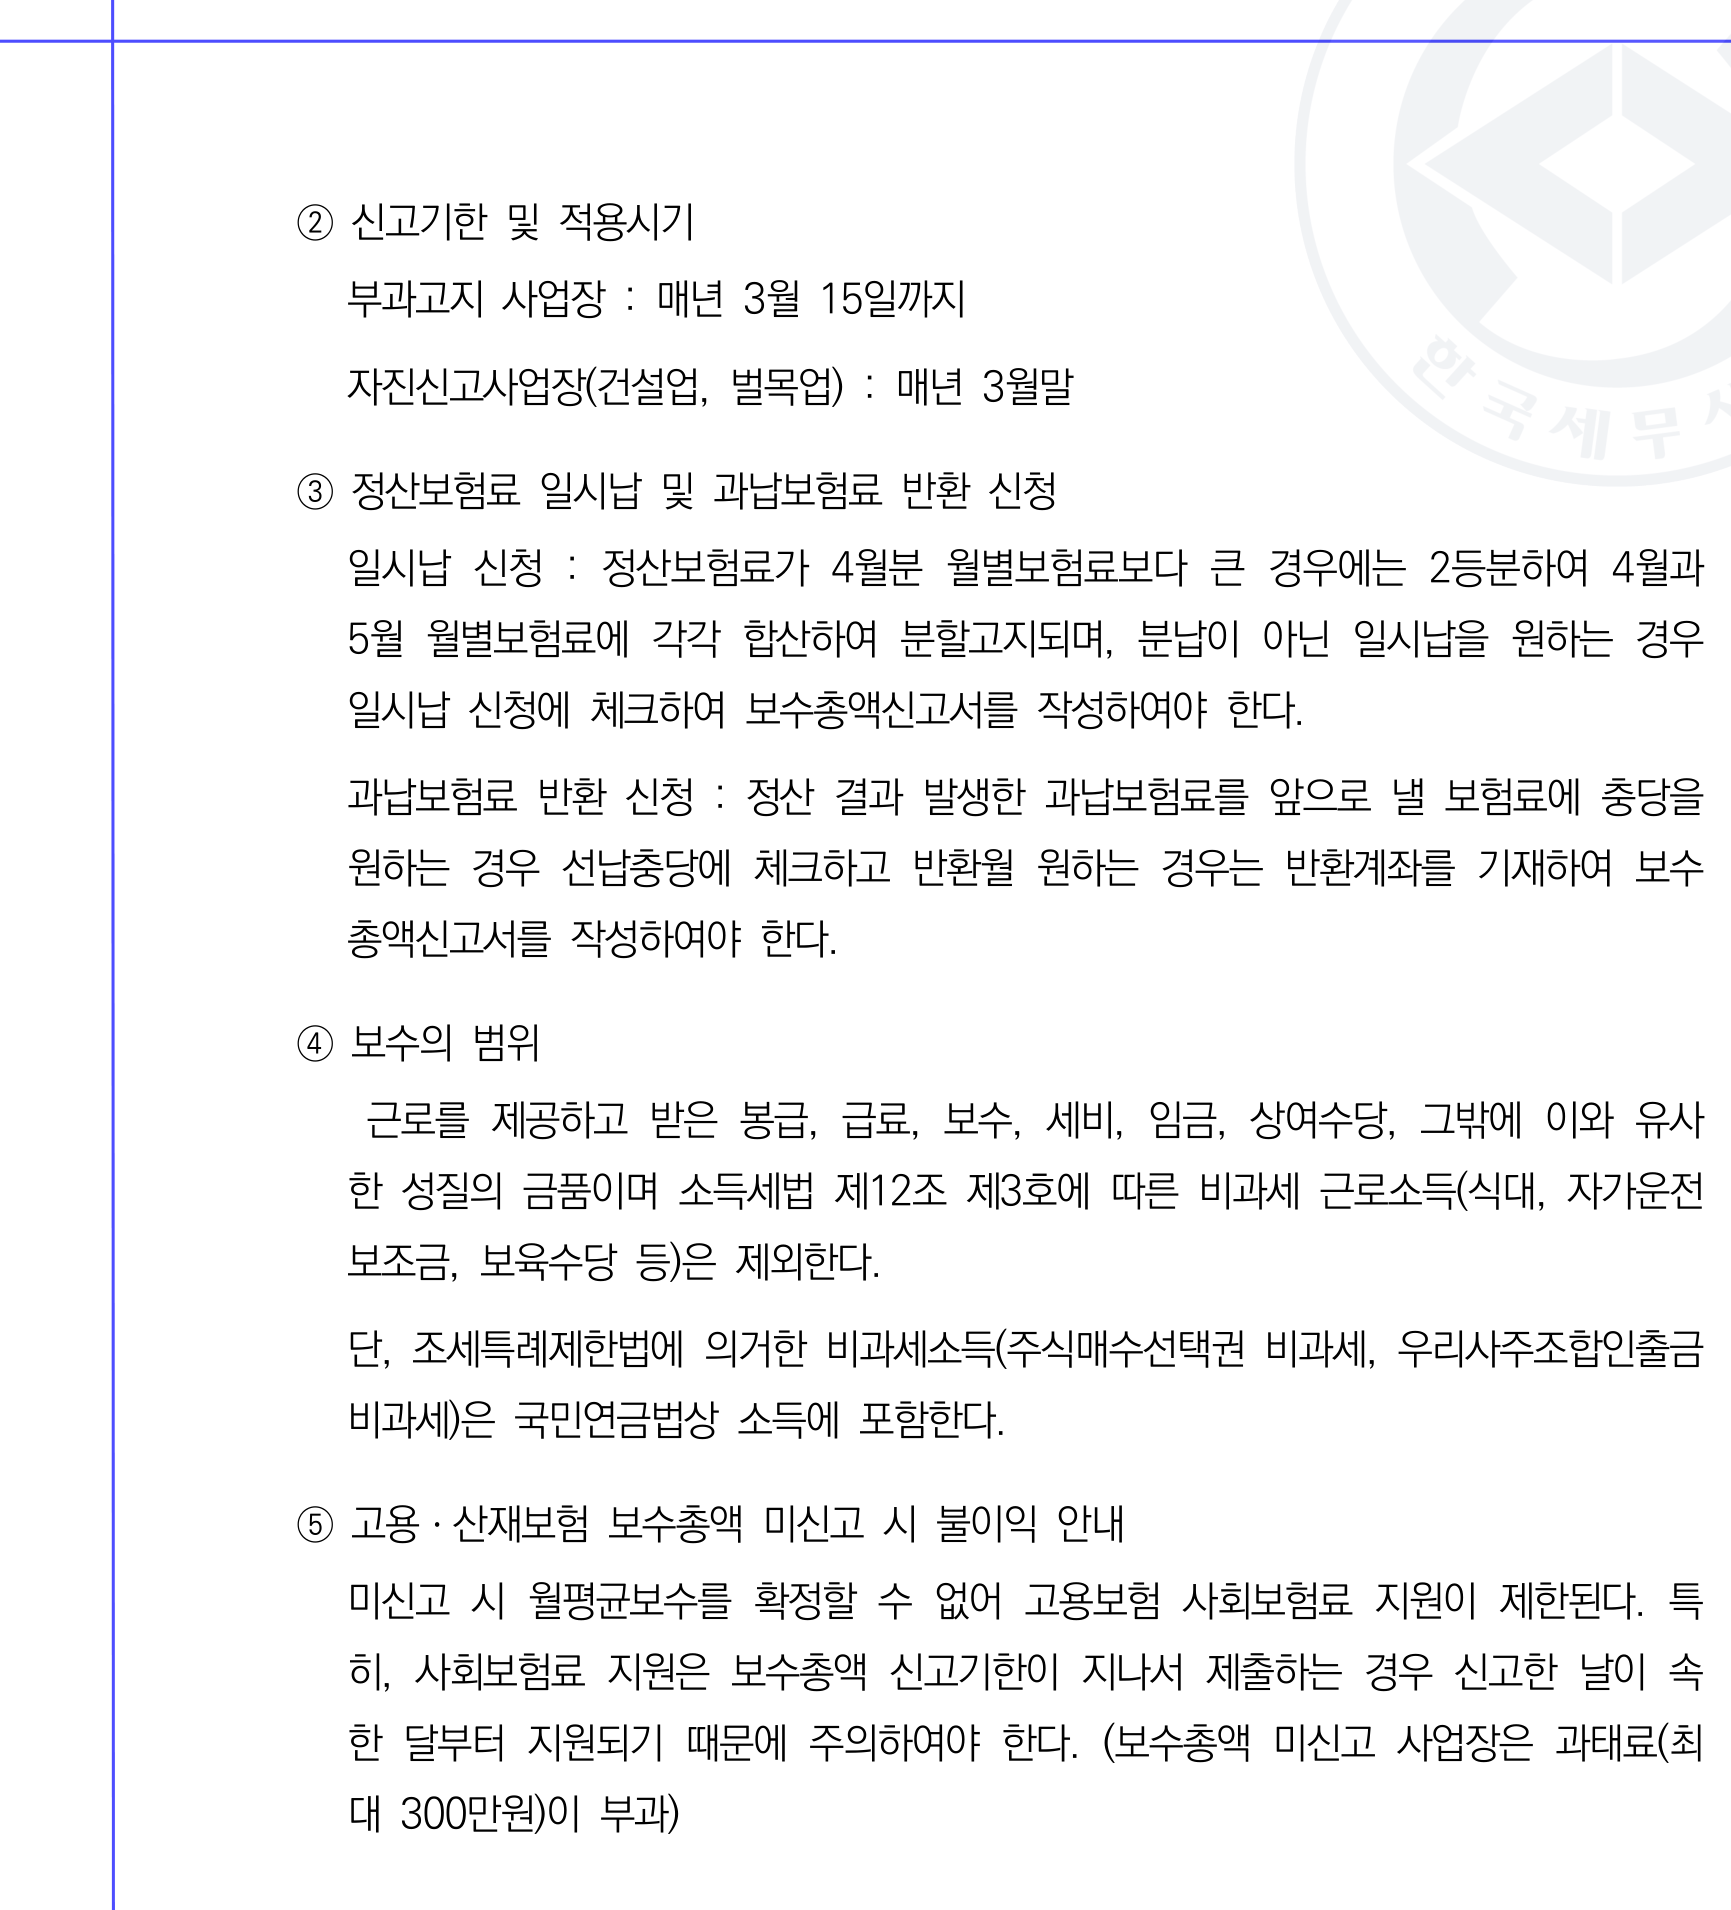 ② 신고기한 및 적용시기
부과고지 사업장 : 매년 3월 15일까지
자진신고사업장(건설업, 벌목업) : 매년 3월말
③ 정산보험료 일시납 및 과납보험료 반환 신청
일시납 신청 : 정산보험료가 4월분 월별보험료보다 큰 경우에는 2등분하여 4월과
5월 월별보험료에 각각 합산하여 분할고지되며, 분납이 아닌 일시납을 원하는 경우
일시납 신청에 체크하여 보수총액신고서를 작성하여야 한다.
과납보험료 반환 신청 : 정산 결과 발생한 과납보험료를 앞으로 낼 보험료에 충당을
원하는 경우 선납충당에 체크하고 반환월 원하는 경우는 반환계좌를 기재하여 보수
총액신고서를 작성하여야 한다.
④ 보수의 범위
근로를 제공하고 받은 봉급, 급료, 보수, 세비, 임금, 상여수당, 그밖에 이와 유사
한 성질의 금품이며 소득세법 제12조 제3호에 따른 비과세 근로소득(식대, 자가운전
보조금, 보육수당 등)은 제외한다.
단, 조세특례제한법에 의거한 비과세소득(주식매수선택권 비과세, 우리사주조합인출금
비과세)은 국민연금법상 소득에 포함한다.
⑤ 고용·산재보험 보수총액 미신고 시 불이익 안내
미신고 시 월평균보수를 확정할 수 없어 고용보험 사회보험료 지원이 제한된다. 특
히, 사회보험료 지원은 보수총액 신고기한이 지나서 제출하는 경우 신고한 날이 속
한 달부터 지원되기 때문에 주의하여야 한다. (보수총액 미신고 사업장은 과태료(최
대 300만원)이 부과)
한국세무